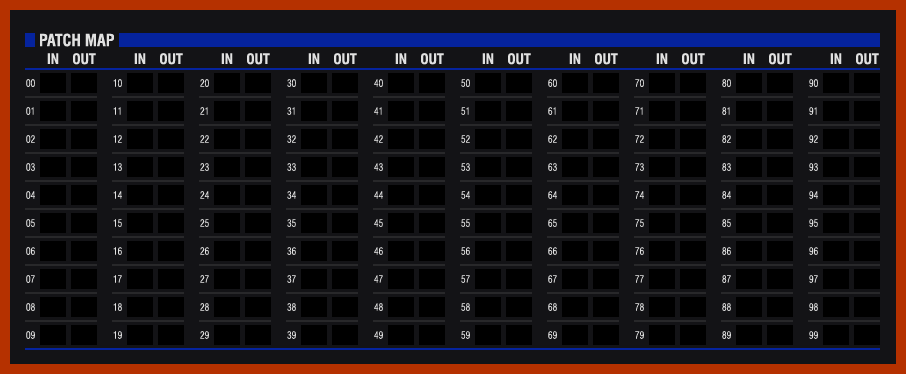 PATCH MAP
IN OUT IN OUT IN OUT IN OUT IN OUT IN OUT IN OUT IN OUT IN OUT IN OUT
00 10 20 30 40 50 60 70 80 90
01 11 21 31 41 51 61 71 81 91
02 12 22 32 42 52 62 72 82 92
03 13 23 33 43 53 63 73 83 93
04 14 24 34 44 54 64 74 84 94
05 15 25 35 45 55 65 75 85 95
06 16 26 36 46 56 66 76 86 96
07 17 27 37 47 57 67 77 87 97
08 18 28 38 48 58 68 78 88 98
09 19 29 39 49 59 69 79 89 99